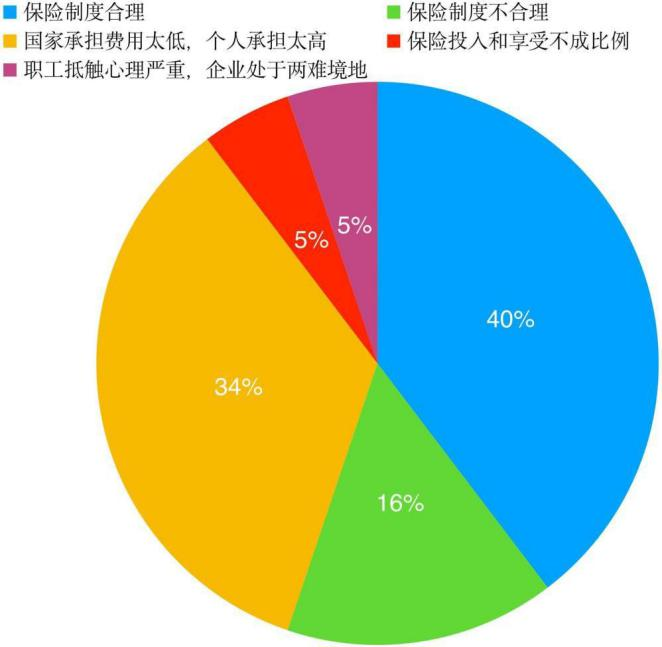 保险制度合理
保险制度不合理
国家承担费用太低，个人承担太高
保险投入和享受不成比例
职工抵触心理严重，企业处于两难境地
5%
5%
40%
34%
16%